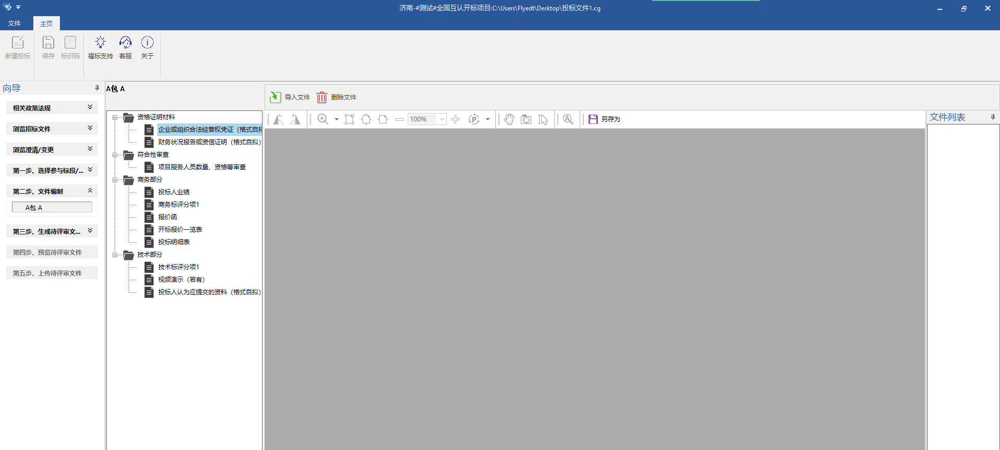 济南-#测试#全国互认开标项目:C:\Users\Flyedt\Desktop\投标文件1.cg
文件
主页
新建投标
保存
标识码
福标支持
客服
关于
向导
相关政策法规
浏览招标文件
浏览澄清/变更
第一步、选择参与标段/...
第二步、文件编制
A包 A
第三步、生成待评审文...
第四步、预览待评审文件
第五步、上传待评审文件
A包 A
资格证明材料
企业或组织合法经营权凭证（格式自拟
财务状况报告或资信证明（格式自拟）
符合性审查
项目服务人员数量、资格等审查
商务部分
投标人业绩
商务标评分项1
报价函
开标报价一览表
投标明细表
技术部分
技术标评分项1
视频演示（若有）
投标人认为应提交的资料（格式自拟）
导入文件
删除文件
100%
P
A
另存为
文件列表